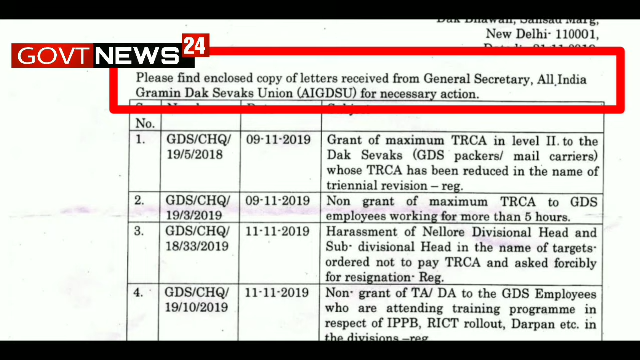 Dak Bhawan, Sansad Marg,
New Delhi- 110001,
GOVT NEWS 24
Please find enclosed copy of letters received from General Secretary, All India
Gramin Dak Sevaks Union (AIGDSU) for necessary action.
No.
1. GDS/CHQ/ 09-11-2019 Grant of maximum TRCA in level II to the
19/5/2018 Dak Sevaks (GDS packers/ mail carriers)
whose TRCA has been reduced in the name of
triennial revision – reg.
2. GDS/CHQ/ 09-11-2019 Non grant of maximum TRCA to GDS
19/3/2019 employees working for more than 5 hours.
3. GDS/CHQ/ 11-11-2019 Harassment of Nellore Divisional Head and
18/33/2019 Sub- divisional Head in the name of targets-
ordered not to pay TRCA and asked forcibly
for resignation- Reg.
4. GDS/CHQ/ 11-11-2019 Non- grant of TA/ DA to the GDS Employees
19/10/2019 who are attending training programme in
respect of IPPB, RICT rollout, Darpan etc. in
the divisions –reg.